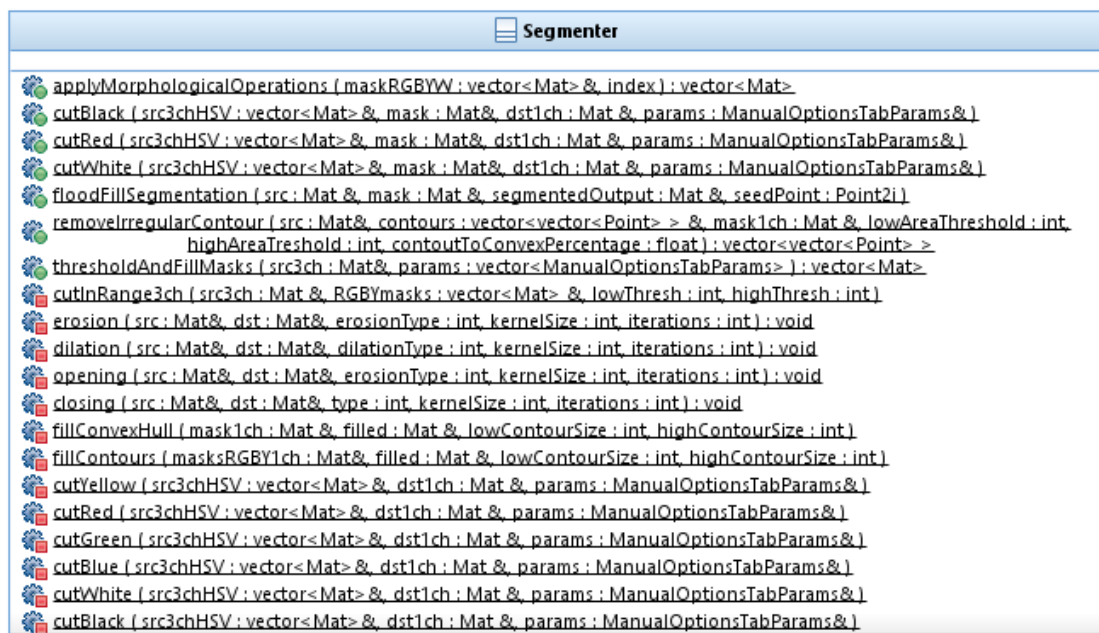 Segmenter
applyMorphologicalOperations ( maskRGBYW : vector<Mat> &, index ) : vector<Mat>
cutBlack ( src3chHSV : vector<Mat> &, mask : Mat&, dst1ch : Mat &, params : ManualOptionsTabParams& )
cutRed ( src3chHSV : vector<Mat> &, mask : Mat&, dst1ch : Mat &, params : ManualOptionsTabParams& )
cutWhite ( src3chHSV : vector<Mat> &, mask : Mat&, dst1ch : Mat &, params : ManualOptionsTabParams& )
floodFillSegmentation ( src : Mat &, mask : Mat &, segmentedOutput : Mat &, seedPoint : Point2i )
removeIrregularContour ( src : Mat&, contours : vector<vector<Point> > &, mask1ch : Mat &, lowAreaThreshold : int,
highAreaTreshold : int, contoutToConvexPercentage : float ) : vector<vector<Point> >
thresholdAndFillMasks ( src3ch : Mat&, params : vector<ManualOptionsTabParams> ) : vector<Mat>
cutInRange3ch ( src3ch : Mat &, RGBYmasks : vector<Mat> &, lowThresh : int, highThresh : int )
erosion ( src : Mat&, dst : Mat&, erosionType : int, kernelSize : int, iterations : int ) : void
dilation ( src : Mat&, dst : Mat&, dilationType : int, kernelSize : int, iterations : int ) : void
opening ( src : Mat&, dst : Mat&, erosionType : int, kernelSize : int, iterations : int ) : void
closing ( src : Mat&, dst : Mat&, type : int, kernelSize : int, iterations : int ) : void
fillConvexHull ( mask1ch : Mat &, filled : Mat &, lowContourSize : int, highContourSize : int )
fillContours ( masksRGBY1ch : Mat&, filled : Mat &, lowContourSize : int, highContourSize : int )
cutYellow ( src3chHSV : vector<Mat> &, dst1ch : Mat &, params : ManualOptionsTabParams& )
cutRed ( src3chHSV : vector<Mat> &, dst1ch : Mat &, params : ManualOptionsTabParams& )
cutGreen ( src3chHSV : vector<Mat> &, dst1ch : Mat &, params : ManualOptionsTabParams& )
cutBlue ( src3chHSV : vector<Mat> &, dst1ch : Mat &, params : ManualOptionsTabParams& )
cutWhite ( src3chHSV : vector<Mat> &, dst1ch : Mat &, params : ManualOptionsTabParams& )
cutBlack ( src3chHSV : vector<Mat> &, dst1ch : Mat &, params : ManualOptionsTabParams& )